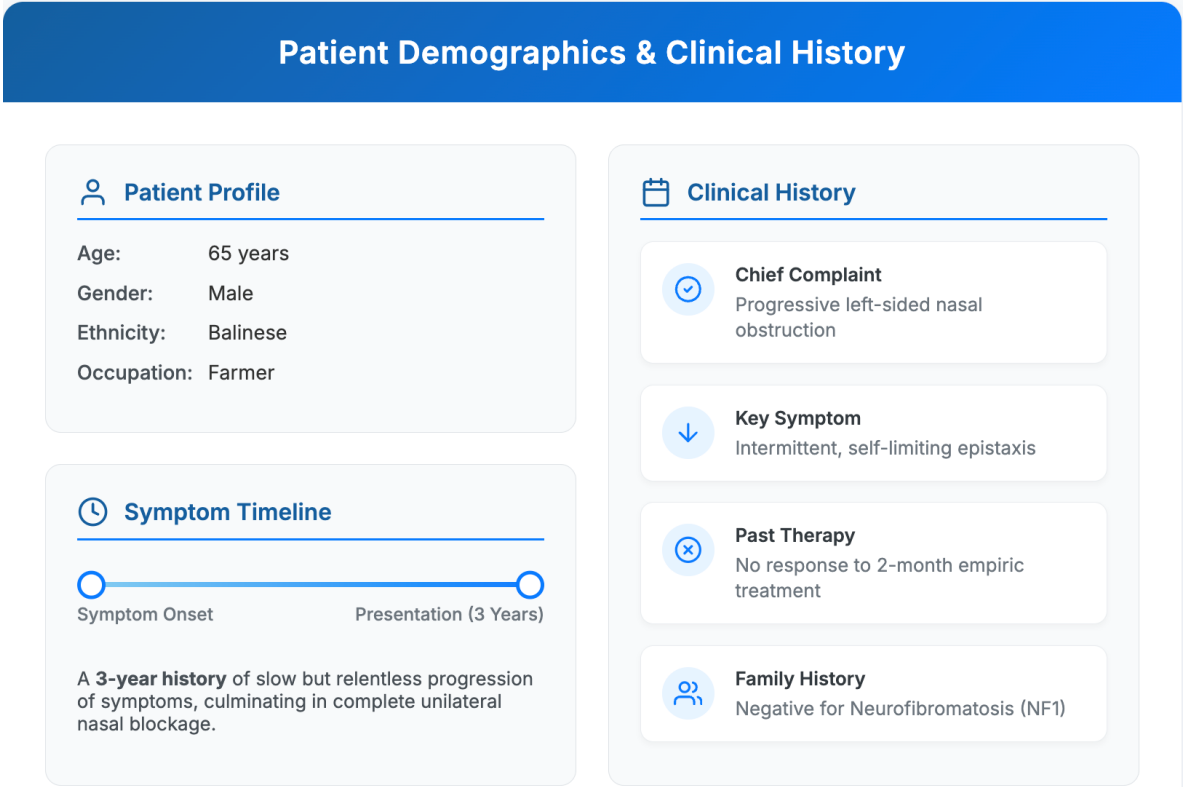 Patient Demographics & Clinical History
Patient Profile
Age: 65 years
Gender: Male
Ethnicity: Balinese
Occupation: Farmer
Symptom Timeline
Symptom Onset
Presentation (3 Years)
A 3-year history of slow but relentless progression
of symptoms, culminating in complete unilateral
nasal blockage.
Clinical History
Chief Complaint
Progressive left-sided nasal
obstruction
Key Symptom
Intermittent, self-limiting epistaxis
Past Therapy
No response to 2-month empiric
treatment
Family History
Negative for Neurofibromatosis (NF1)